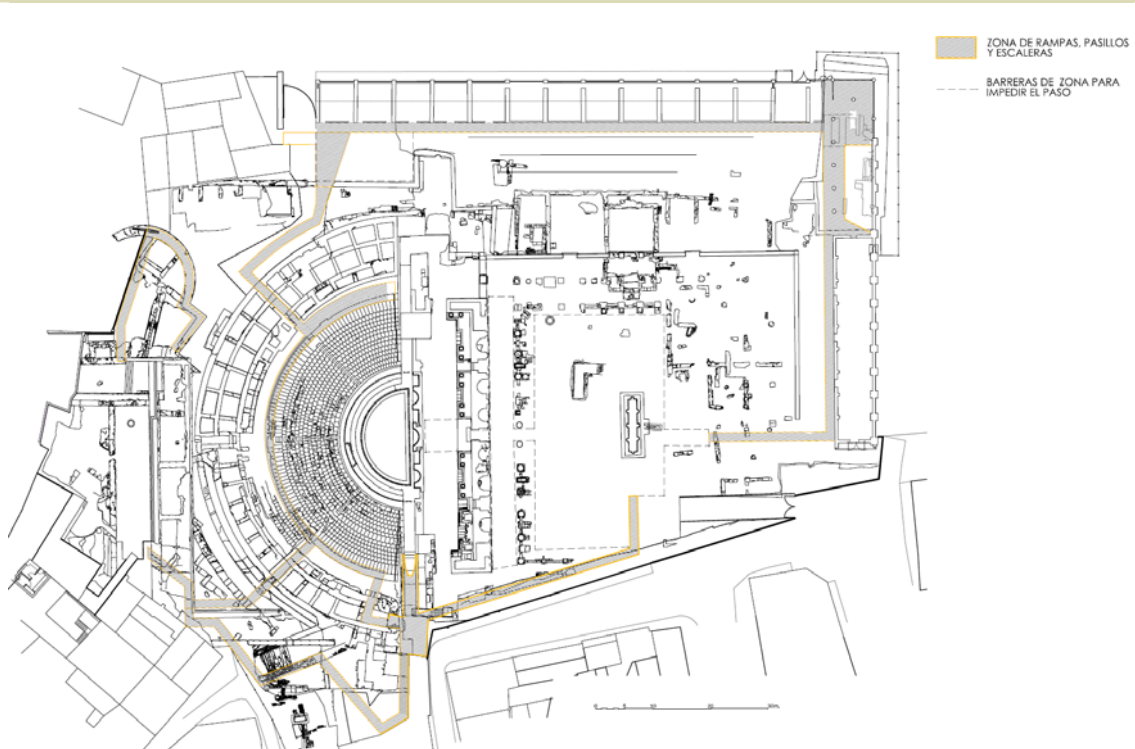 ZONA DE RAMPAS, PASILLOS
Y ESCALERAS
BARRERAS DE ZONA PARA
IMPEDIR EL PASO